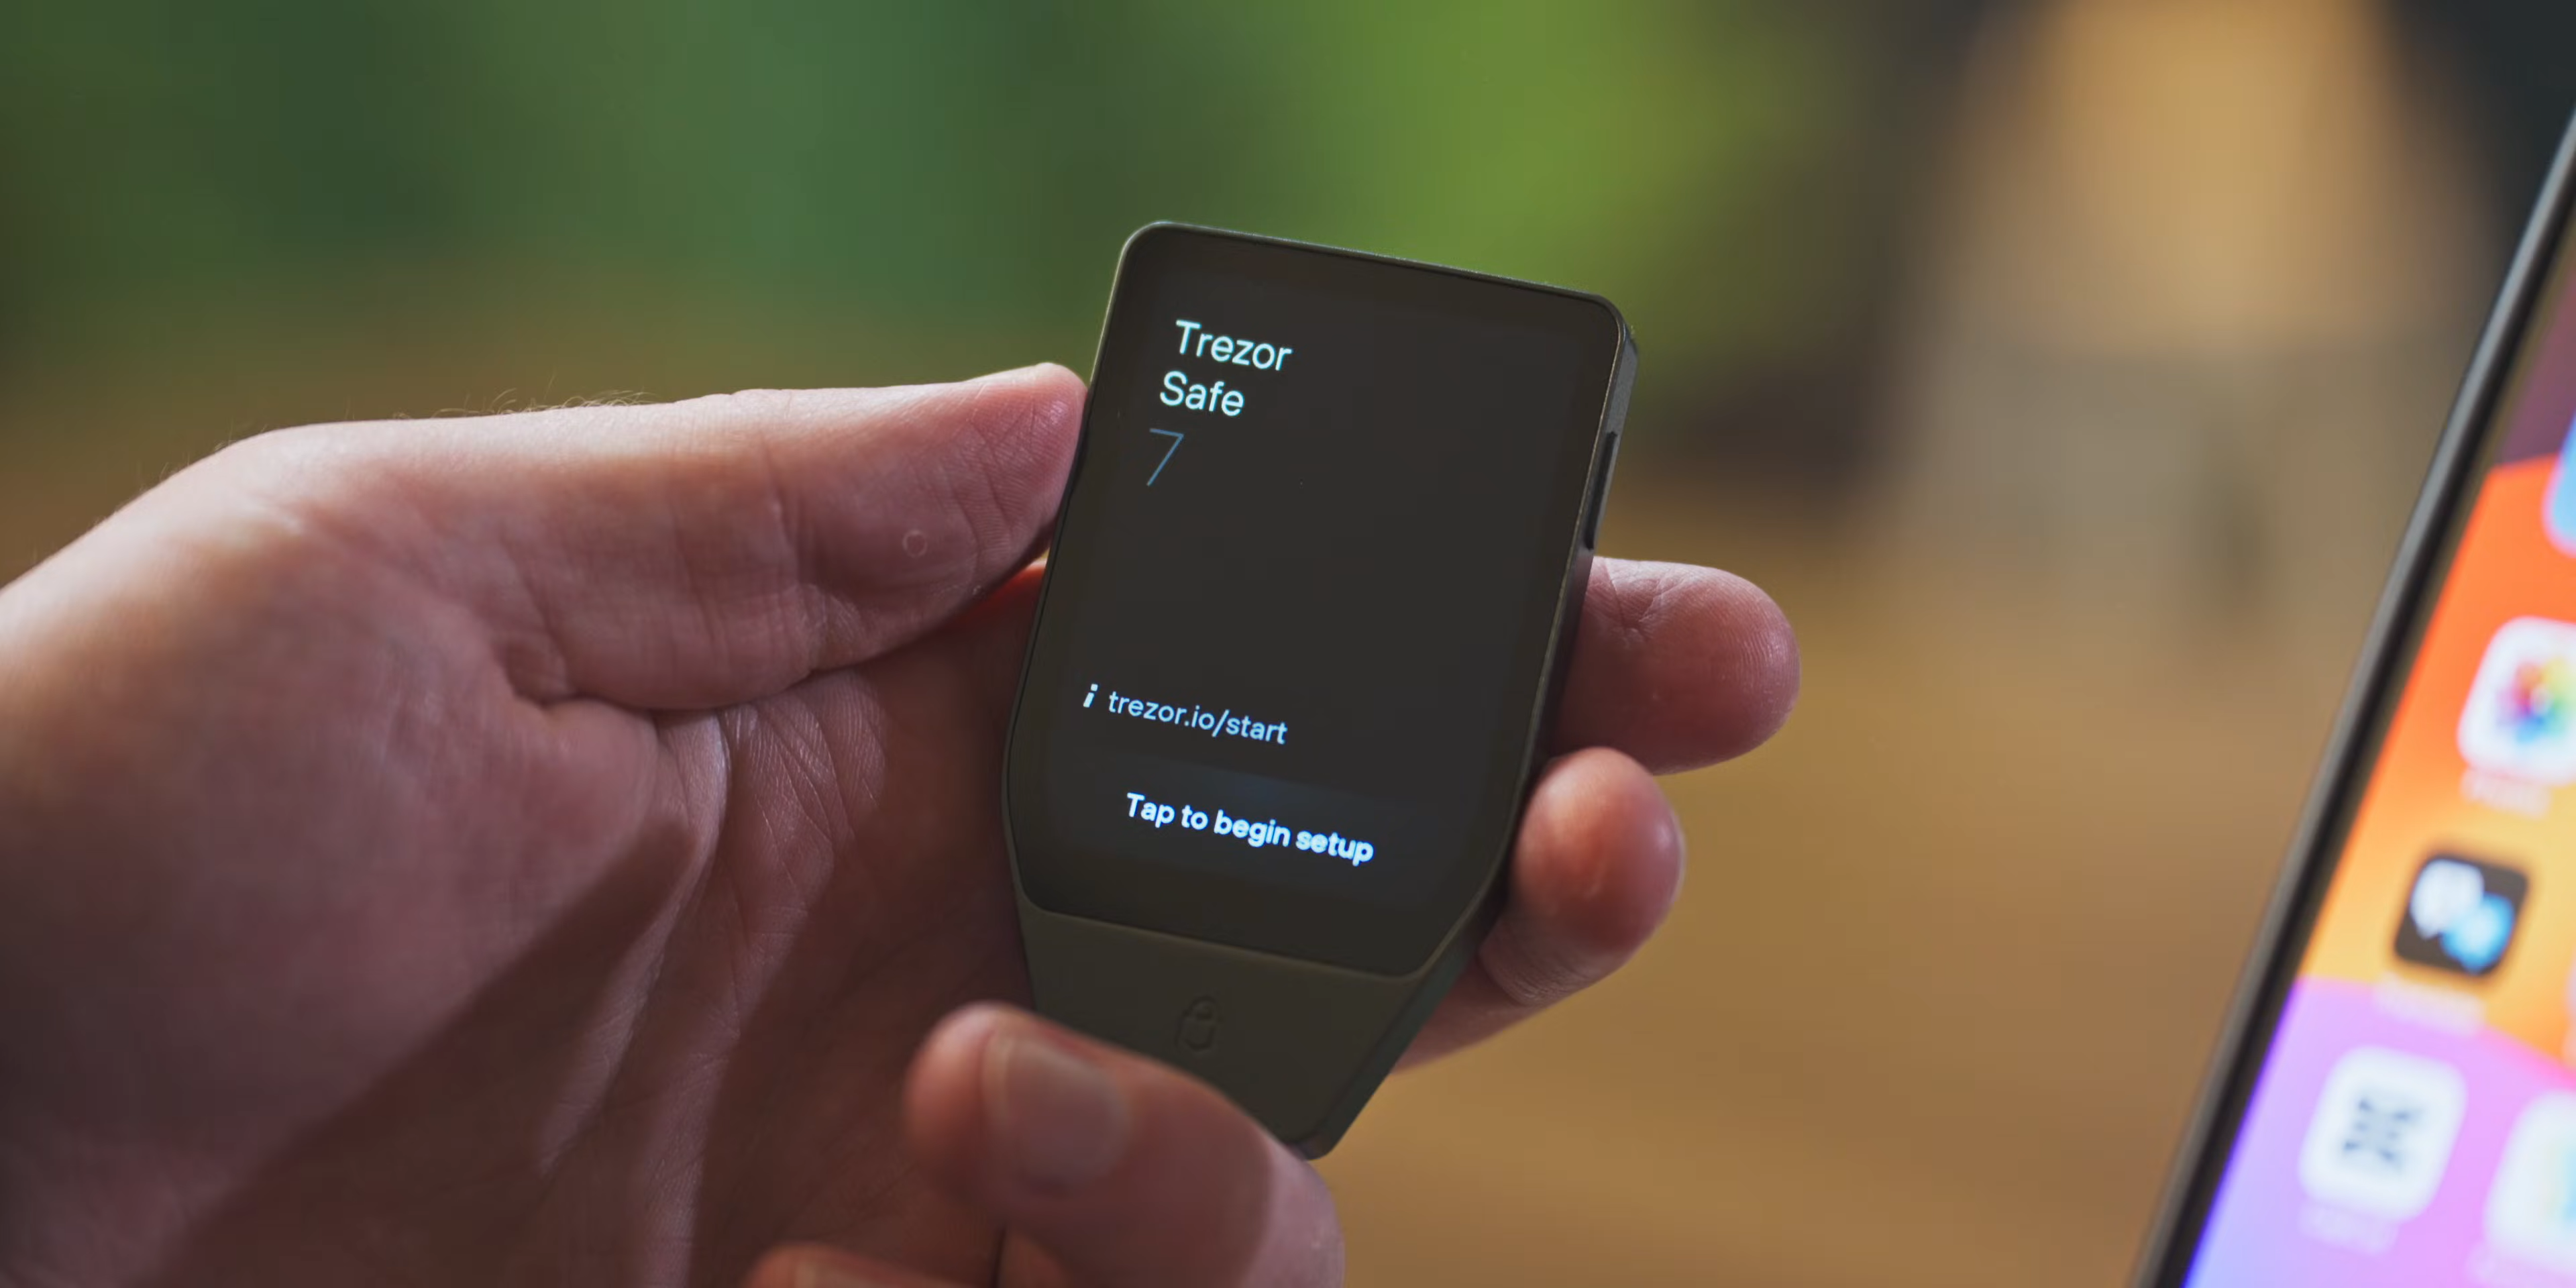 Trezor
Safe
7
i trezor.io/start
Tap to begin setup